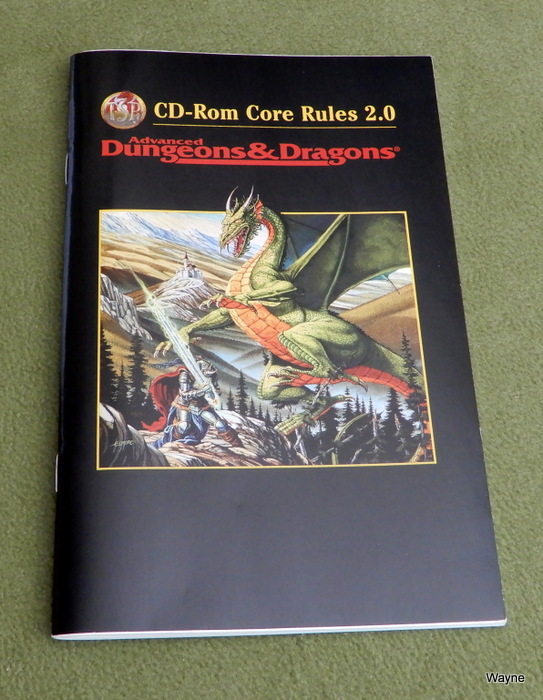 TSR
CD-Rom Core Rules 2.0
Advanced
Dungeons&Dragons®
Wayne